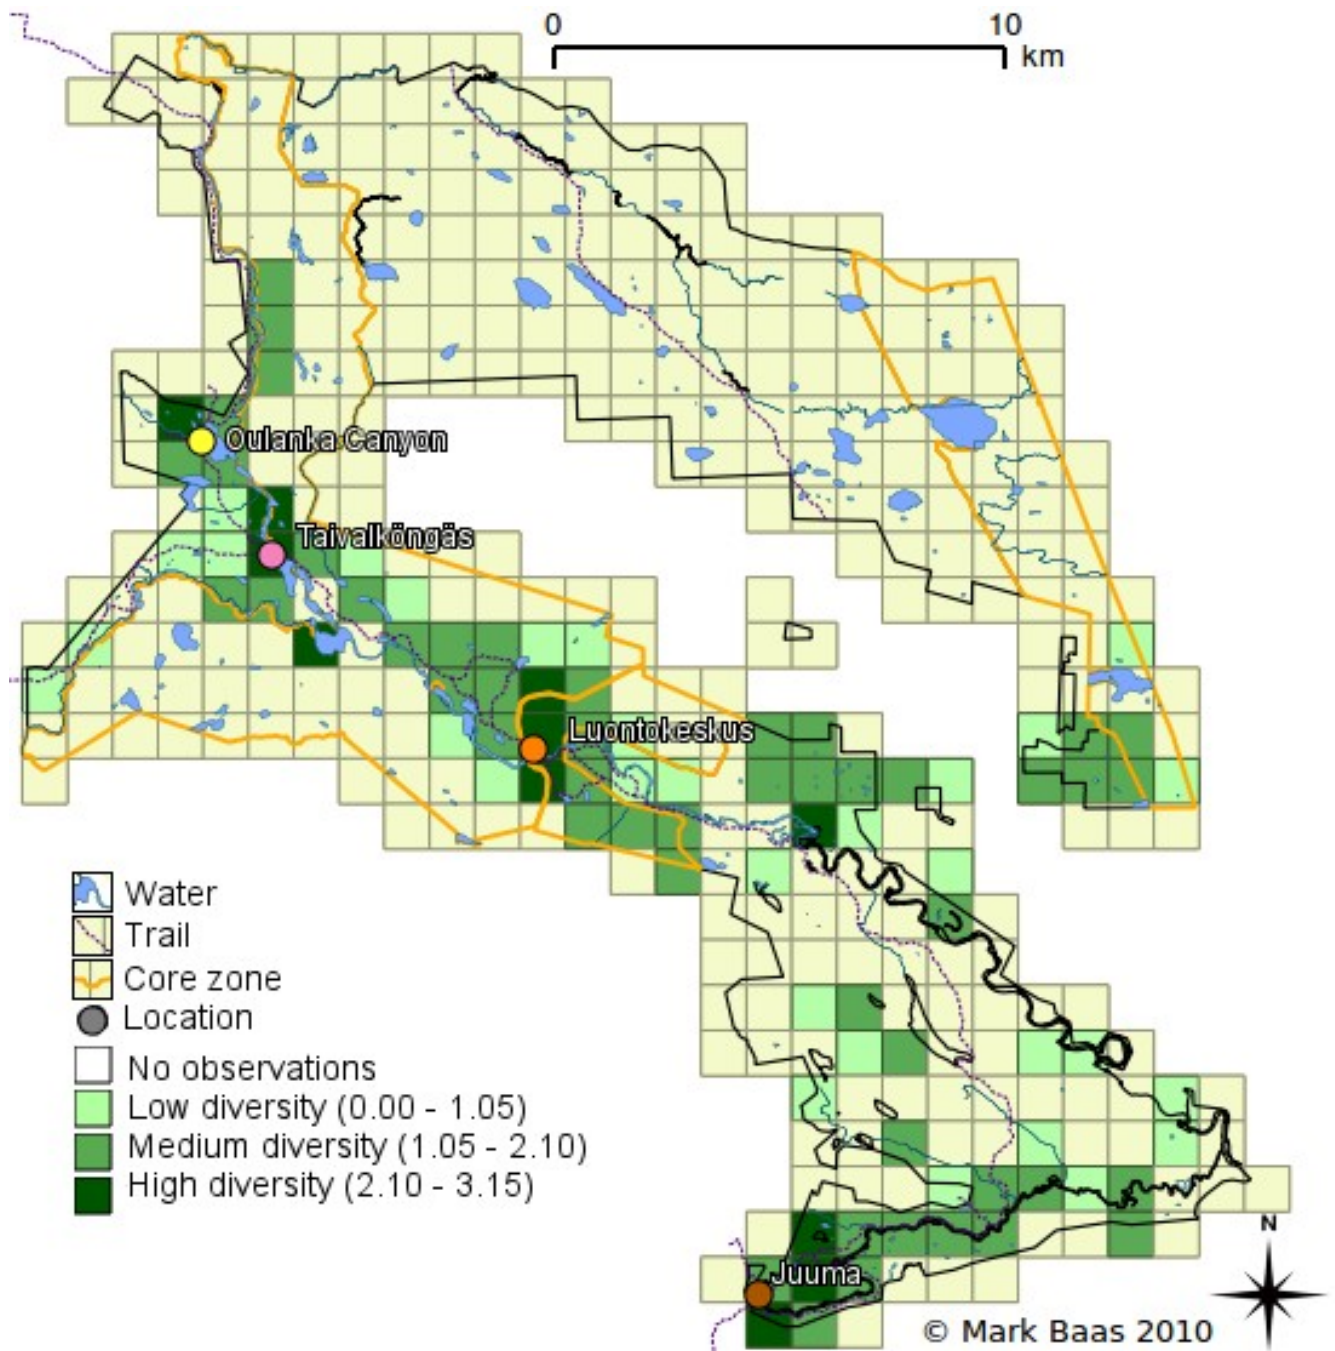 0 10
km
Oulanka Canyon
Taivalköngäs
Luontokeskus
Water
Trail
Core zone
Location
No observations
Low diversity (0.00 - 1.05)
Medium diversity (1.05 - 2.10)
High diversity (2.10 - 3.15)
N
Juuma
© Mark Baas 2010